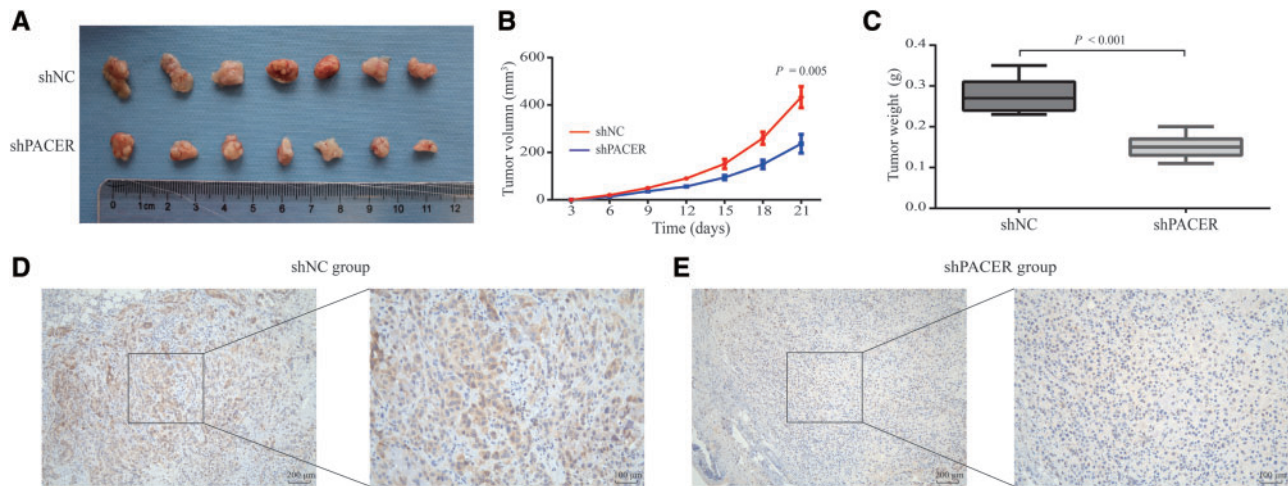 A
shNC
shPACER
0 1cm 2 3 4 5 6 7 8 9 10 11 12
B
Tumor volumn (mm³)
600
400
200
0
P = 0.005
shNC
shPACER
3 6 9 12 15 18 21
Time (days)
C
Tumor weight (g)
0.4
0.3
0.2
0.1
0.0
P < 0.001
shNC shPACER
D
shNC group
200 μm
100 μm
E
shPACER group
200 μm
100 μm